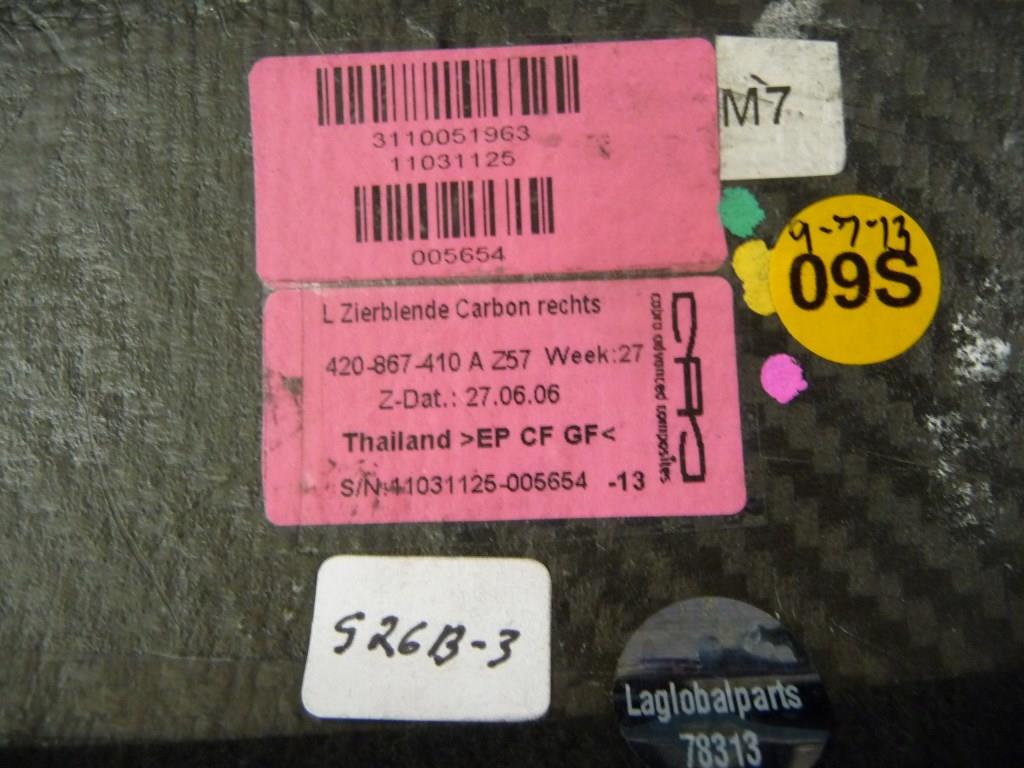 3110051963
11031125
005654
M7
9-7-13
09S
L Zierblende Carbon rechts
420-867-410 A Z57 Week:27
Z-Dat.: 27.06.06
Thailand >EP CF GF<
S/N:11031125-005654 -13
cobra advanced composites
S26B-3
Laglobalparts
78313